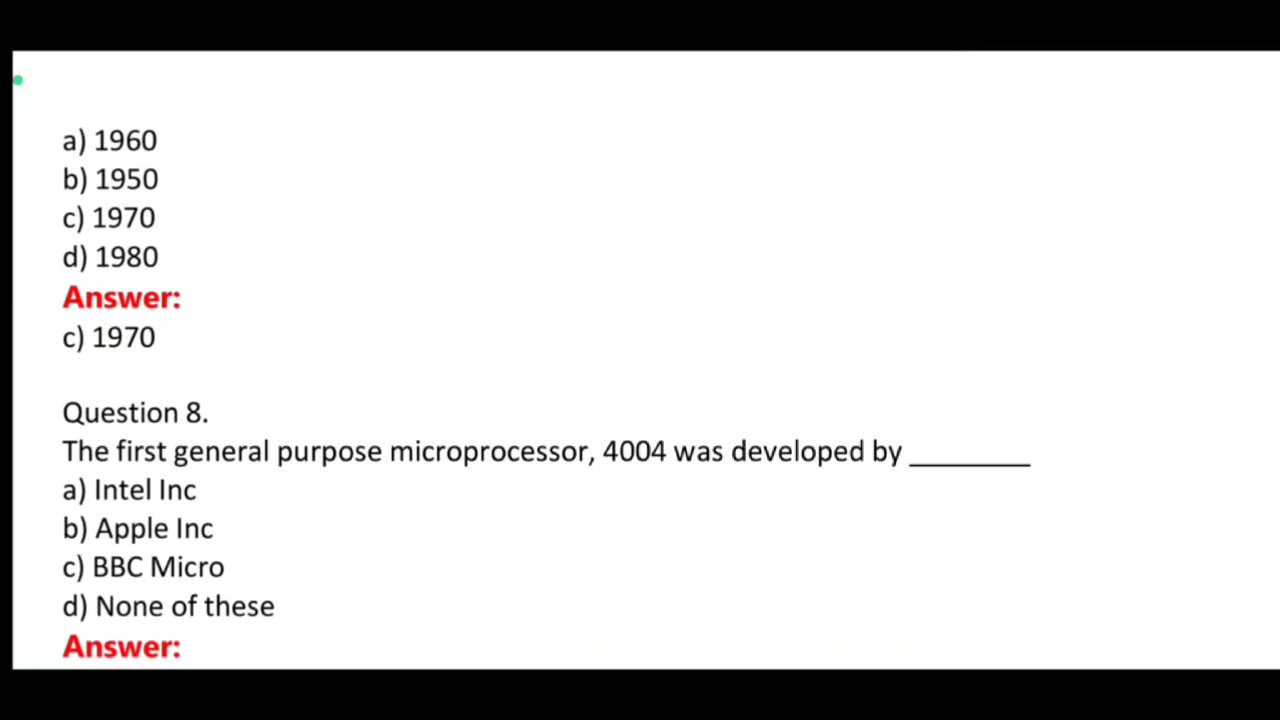 a) 1960
b) 1950
c) 1970
d) 1980
Answer:
c) 1970
Question 8.
The first general purpose microprocessor, 4004 was developed by ________
a) Intel Inc
b) Apple Inc
c) BBC Micro
d) None of these
Answer: